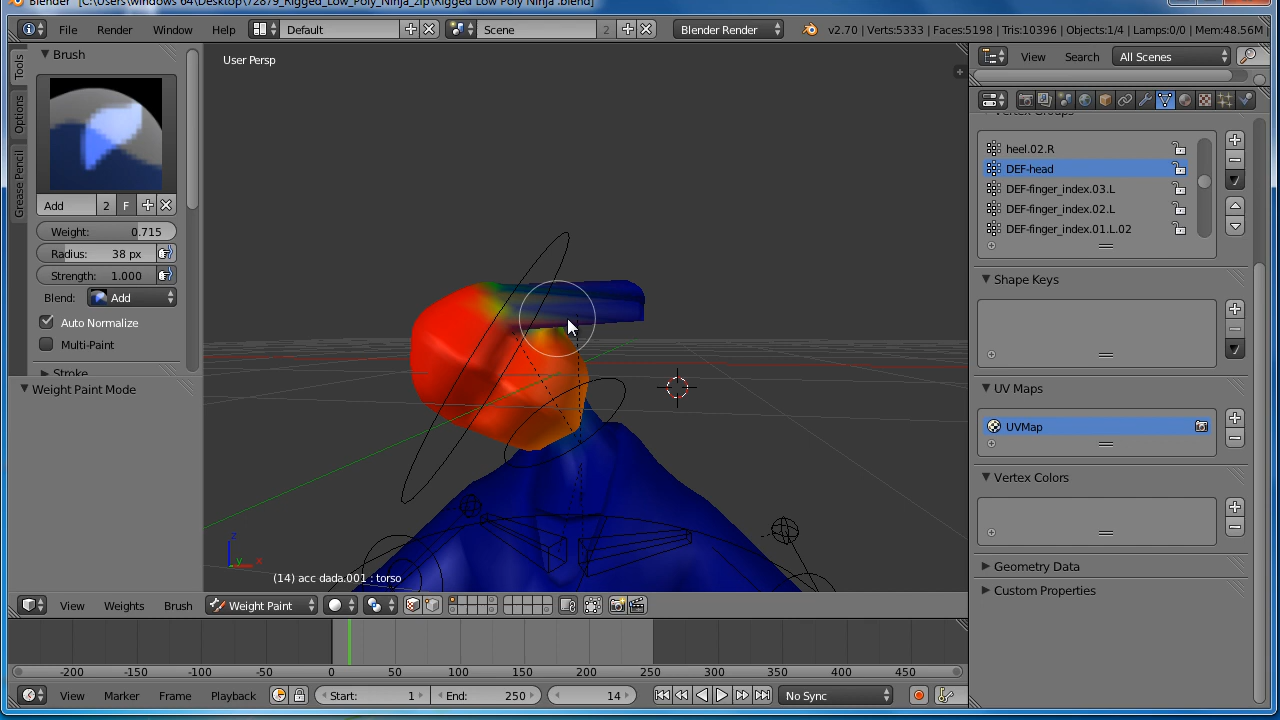 Blender [C:\Users\windows 64\Desktop\72879_Rigged_Low_Poly_Ninja_zip\Rigged Low Poly Ninja .blend]
File Render Window Help Default Scene 2 Blender Render v2.70 | Verts:5333 | Faces:5198 | Tris:10396 | Objects:1/4 | Lamps:0/0 | Mem:48.56M
Tools
Options
Grease Pencil
Brush
Add 2 F
Weight: 0.715
Radius: 38 px
Strength: 1.000
Blend: Add
Auto Normalize
Multi-Paint
Stroke
Weight Paint Mode
User Persp
z
y x
(14) acc dada.001 : torso
View Weights Brush Weight Paint
-200 -150 -100 -50 0 50 100 150 200 250 300 350 400 450
View Marker Frame Playback Start: 1 End: 250 14 No Sync
View Search All Scenes
Vertex Groups
heel.02.R
DEF-head
DEF-finger_index.03.L
DEF-finger_index.02.L
DEF-finger_index.01.L.02
Shape Keys
UV Maps
UVMap
Vertex Colors
Geometry Data
Custom Properties